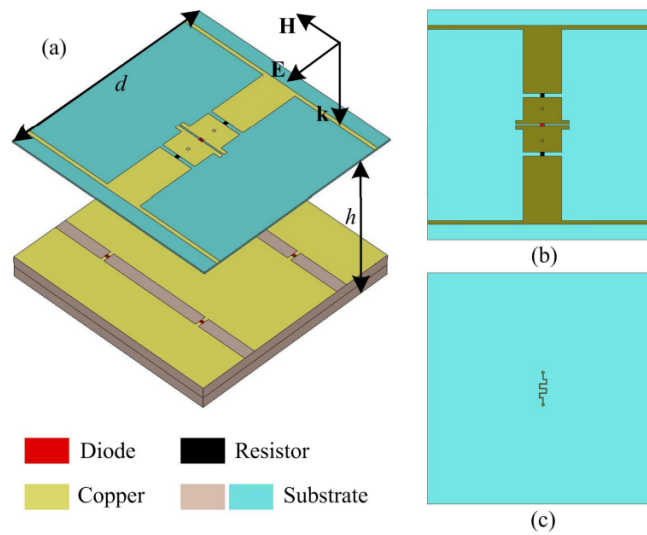 (a)
H
E
d
k
h
(b)
(c)
Diode
Resistor
Copper
Substrate